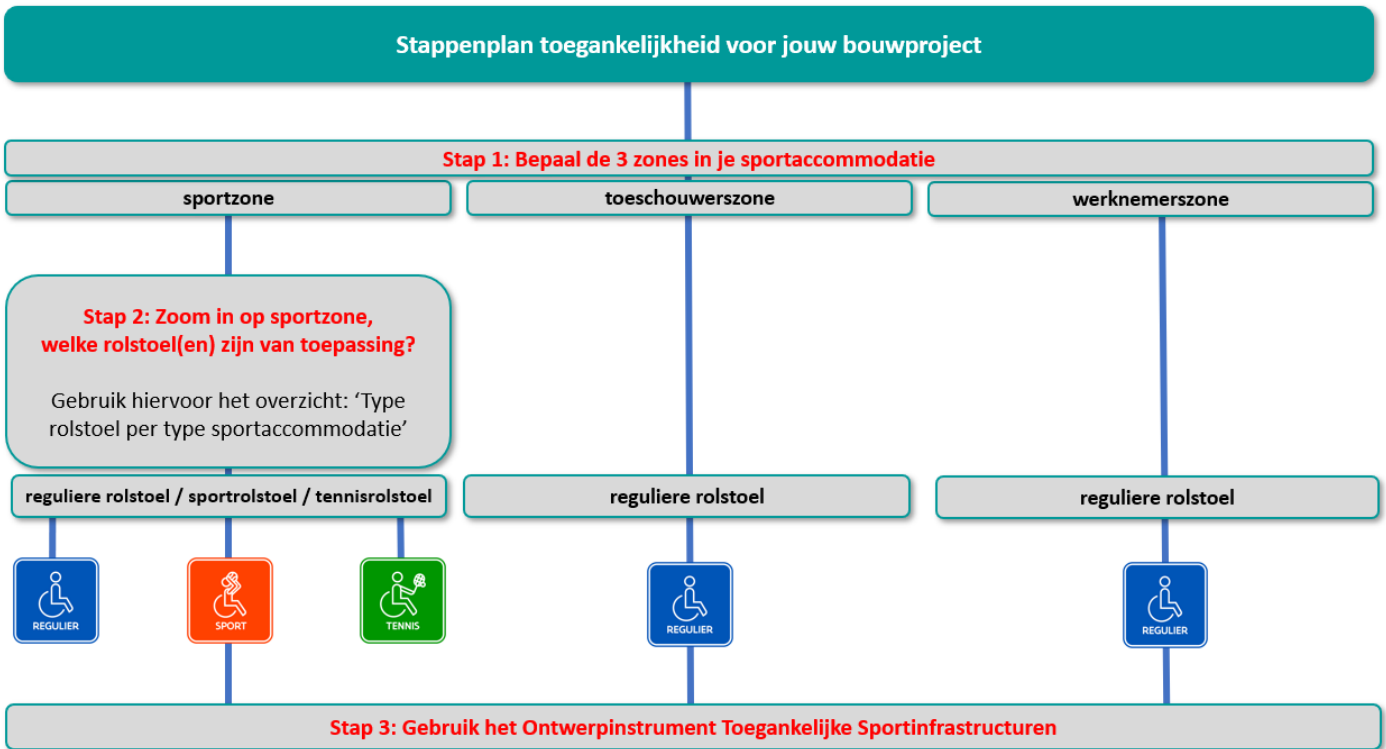 Stappenplan toegankelijkheid voor jouw bouwproject
Stap 1: Bepaal de 3 zones in je sportaccommodatie
sportzone
toeschouwerszone
werknemerszone
Stap 2: Zoom in op sportzone,
welke rolstoel(en) zijn van toepassing?
Gebruik hiervoor het overzicht: ‘Type
rolstoel per type sportaccommodatie’
reguliere rolstoel / sportrolstoel / tennisrolstoel
reguliere rolstoel
reguliere rolstoel
REGULIER
SPORT
TENNIS
REGULIER
REGULIER
Stap 3: Gebruik het Ontwerpinstrument Toegankelijke Sportinfrastructuren